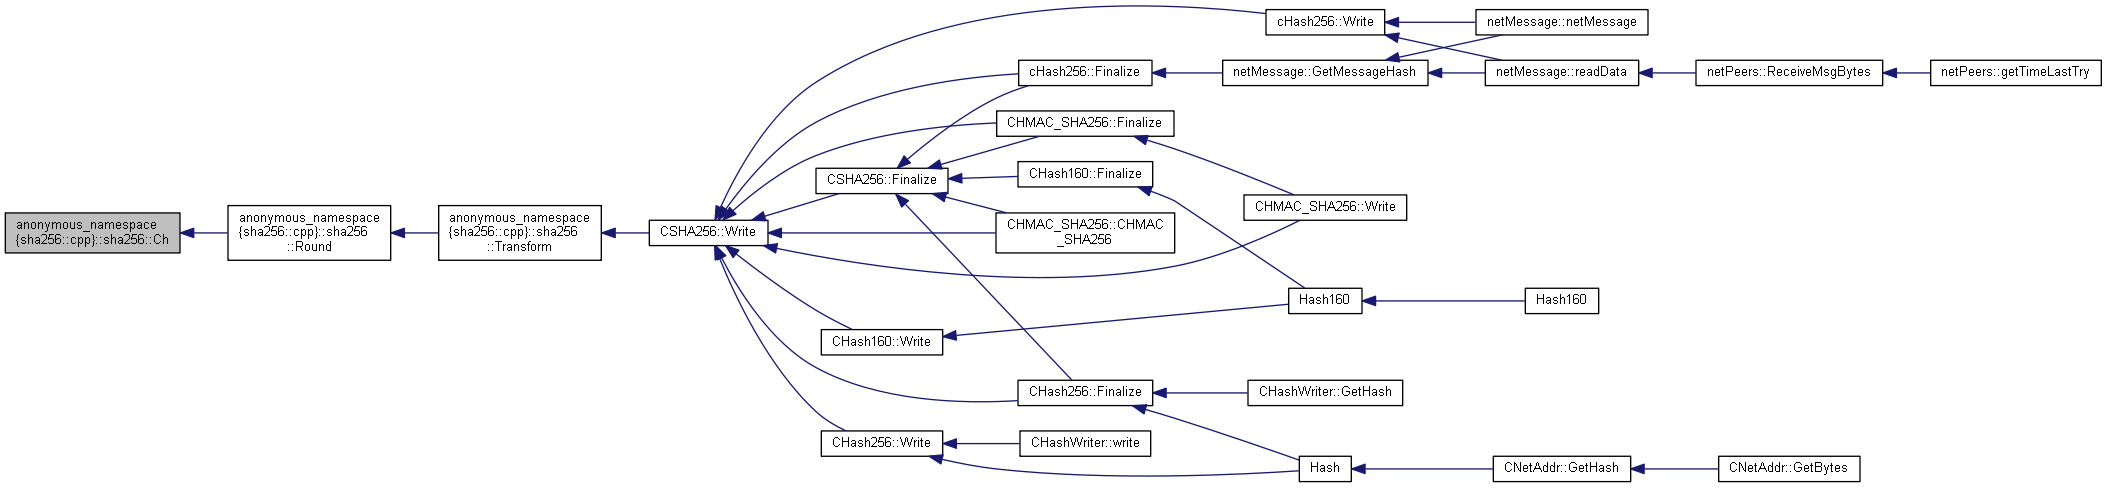 anonymous_namespace
{sha256::cpp}::sha256::Ch
anonymous_namespace
{sha256::cpp}::sha256
::Round
anonymous_namespace
{sha256::cpp}::sha256
::Transform
CSHA256::Write
cHash256::Write
netMessage::netMessage
cHash256::Finalize
netMessage::GetMessageHash
netMessage::readData
netPeers::ReceiveMsgBytes
netPeers::getTimeLastTry
CHMAC_SHA256::Finalize
CSHA256::Finalize
CHash160::Finalize
CHMAC_SHA256::Write
CHMAC_SHA256::CHMAC
_SHA256
Hash160
Hash160
CHash160::Write
CHash256::Finalize
CHashWriter::GetHash
CHash256::Write
CHashWriter::write
Hash
CNetAddr::GetHash
CNetAddr::GetBytes